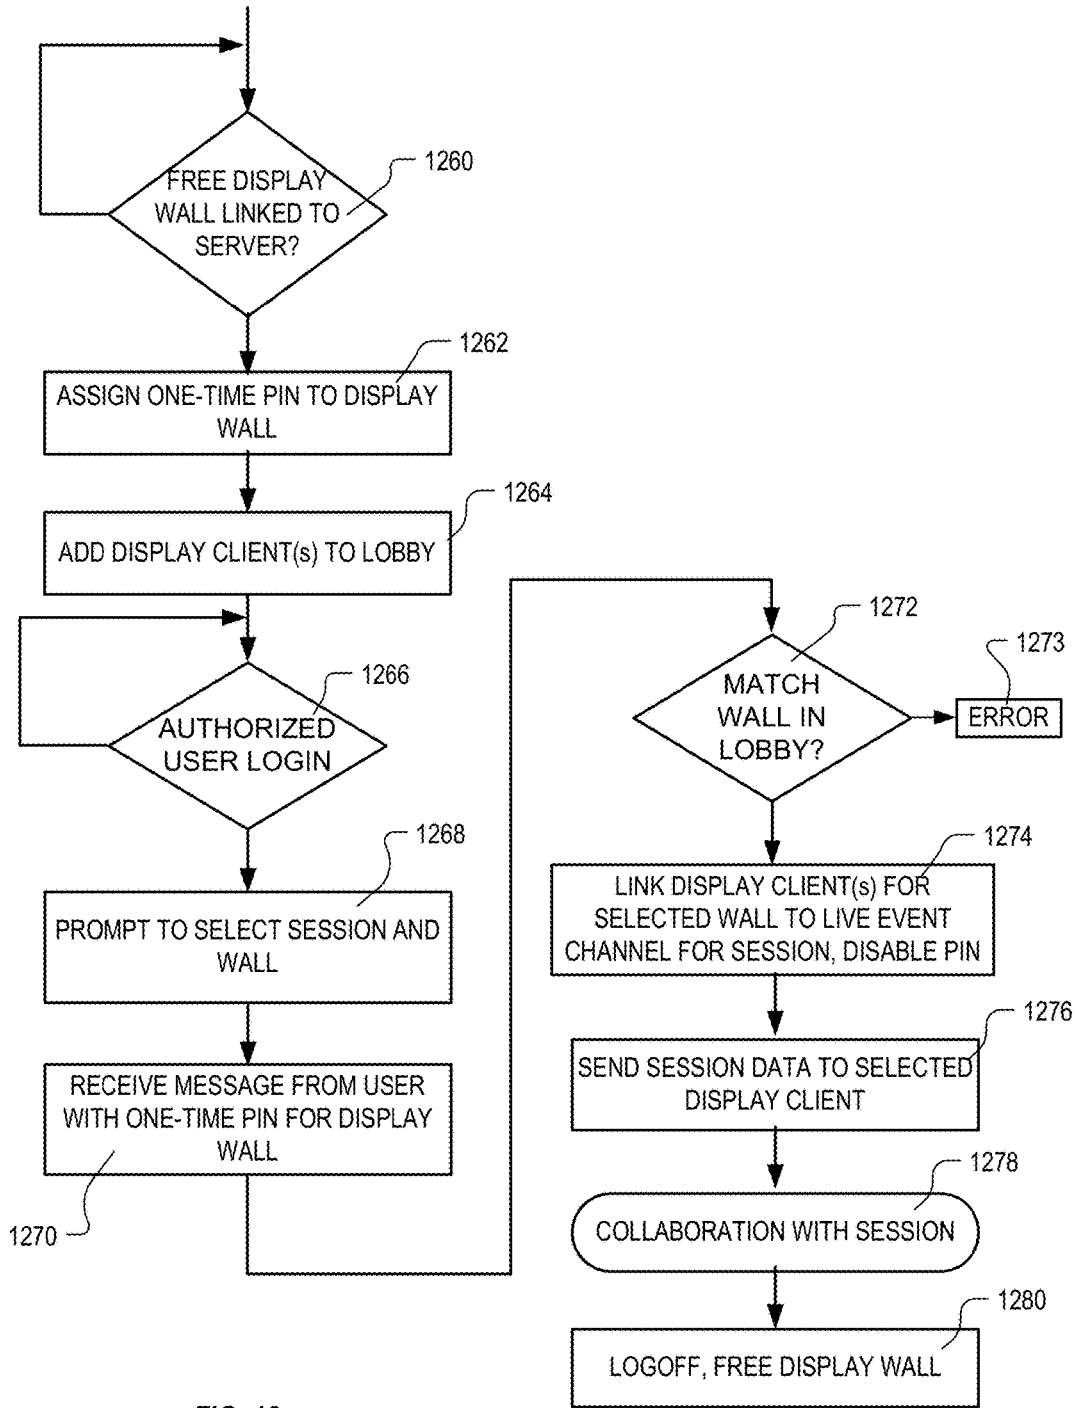 1260
FREE DISPLAY
WALL LINKED TO
SERVER?
1262
ASSIGN ONE-TIME PIN TO DISPLAY
WALL
1264
ADD DISPLAY CLIENT(s) TO LOBBY
1266
AUTHORIZED
USER LOGIN
1268
PROMPT TO SELECT SESSION AND
WALL
RECEIVE MESSAGE FROM USER
WITH ONE-TIME PIN FOR DISPLAY
WALL
1270
1272
MATCH
WALL IN
LOBBY?
1273
ERROR
1274
LINK DISPLAY CLIENT(s) FOR
SELECTED WALL TO LIVE EVENT
CHANNEL FOR SESSION, DISABLE PIN
1276
SEND SESSION DATA TO SELECTED
DISPLAY CLIENT
1278
COLLABORATION WITH SESSION
1280
LOGOFF, FREE DISPLAY WALL